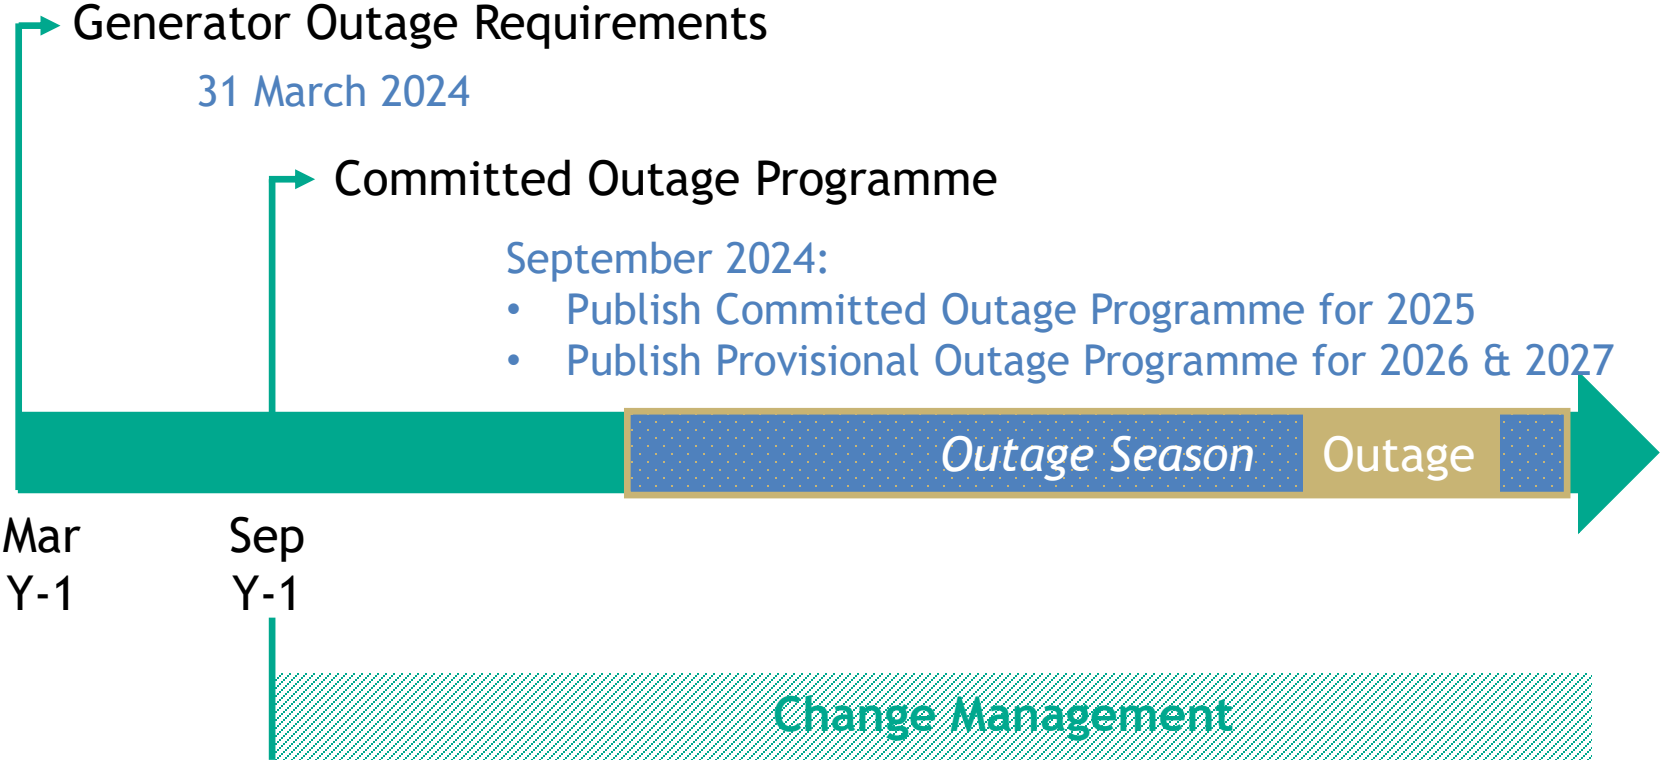 Generator Outage Requirements
31 March 2024
Committed Outage Programme
September 2024:
• Publish Committed Outage Programme for 2025
• Publish Provisional Outage Programme for 2026 & 2027
Outage Season
Outage
Mar
Y-1
Sep
Y-1
Change Management